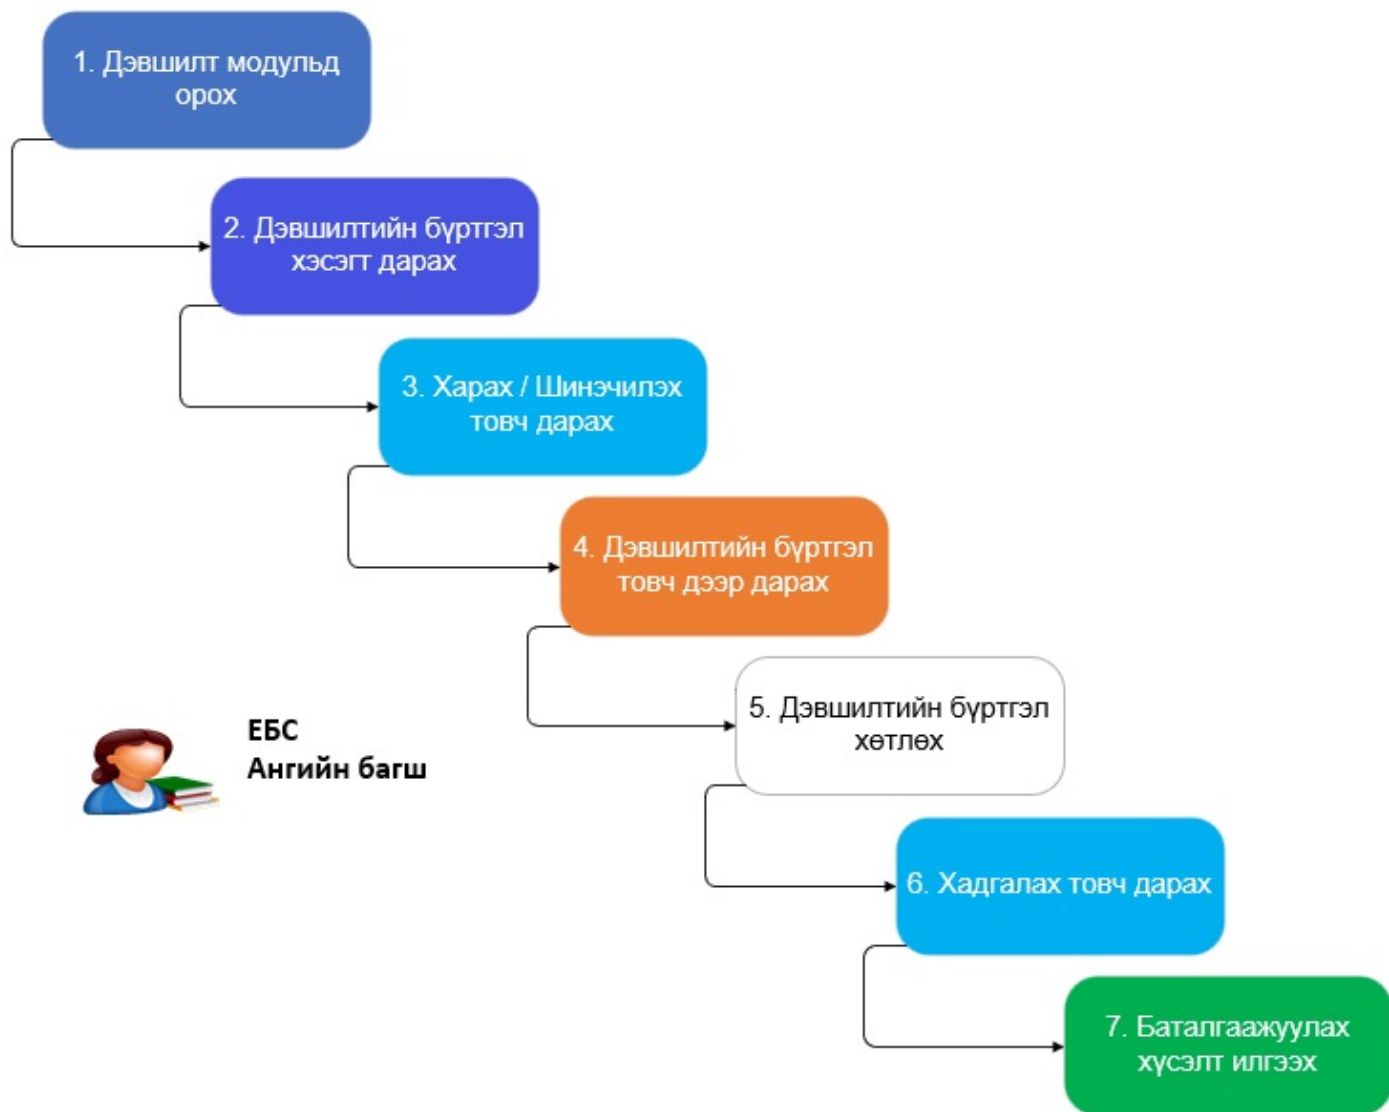 1. Дэвшилт модульд
орох
2. Дэвшилтийн бүртгэл
хэсэгт дарах
3. Харах / Шинэчилэх
товч дарах
4. Дэвшилтийн бүртгэл
товч дээр дарах
5. Дэвшилтийн бүртгэл
хөтлөх
ЕБС
Ангийн багш
6. Хадгалах товч дарах
7. Баталгаажуулах
хүсэлт илгээх